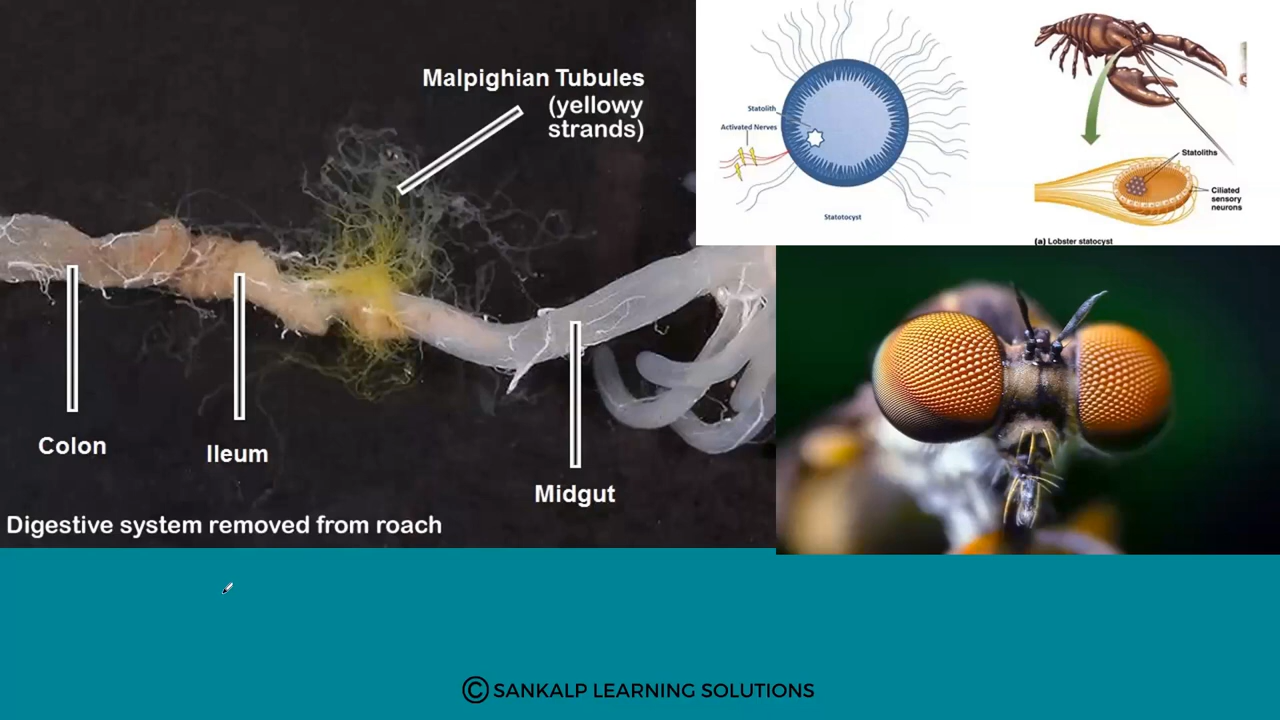 Malpighian Tubules
(yellowy
strands)
Colon
Ileum
Midgut
Digestive system removed from roach
Statolith
Activated Nerves
Statotocyst
Statoliths
Ciliated
sensory
neurons
(a) Lobster statocyst
© SANKALP LEARNING SOLUTIONS